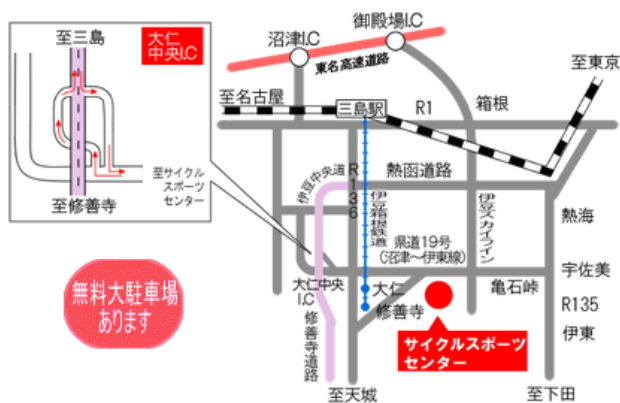 至三島
大仁
中央I.C
至サイクル
スポーツ
センター
至修善寺
無料大駐車場
あります
御殿場I.C
沼津I.C
東名高速道路
至東京
至名古屋
三島駅
R1
箱根
伊豆中央道
R136
熱函道路
伊豆箱根鉄道
伊豆スカイライン
熱海
県道19号
(沼津〜伊東線)
宇佐美
大仁中央
I.C
大仁
亀石峠
修善寺
R135
修善寺道路
サイクルスポーツ
センター
伊東
至天城
至下田